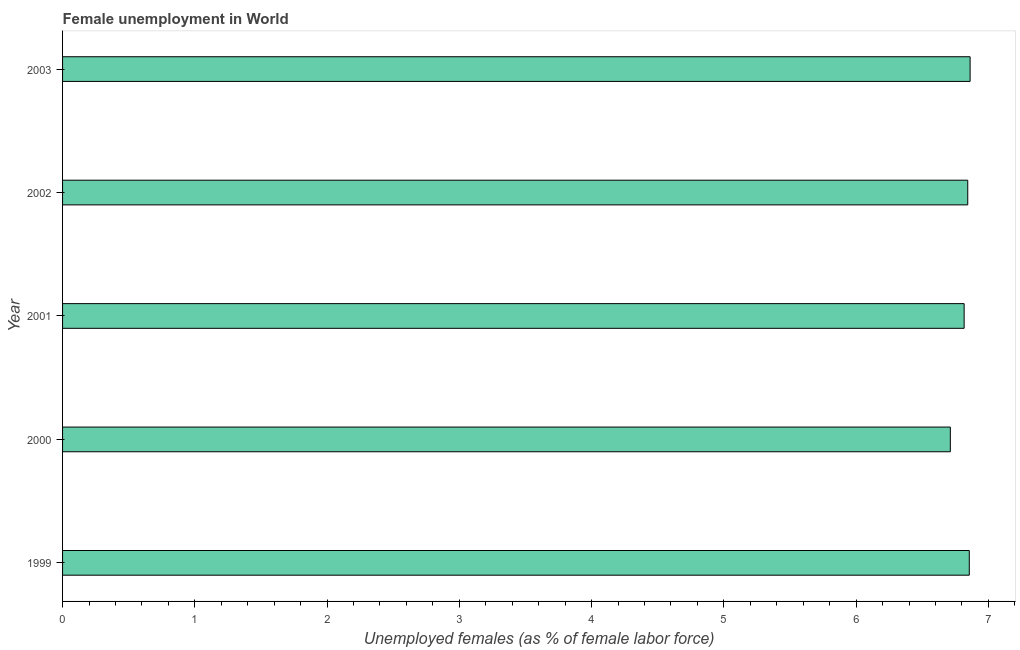 Female unemployment in World
2003
2002
2001
2000
1999
Year
0 1 2 3 4 5 6 7
Unemployed females (as % of female labor force)